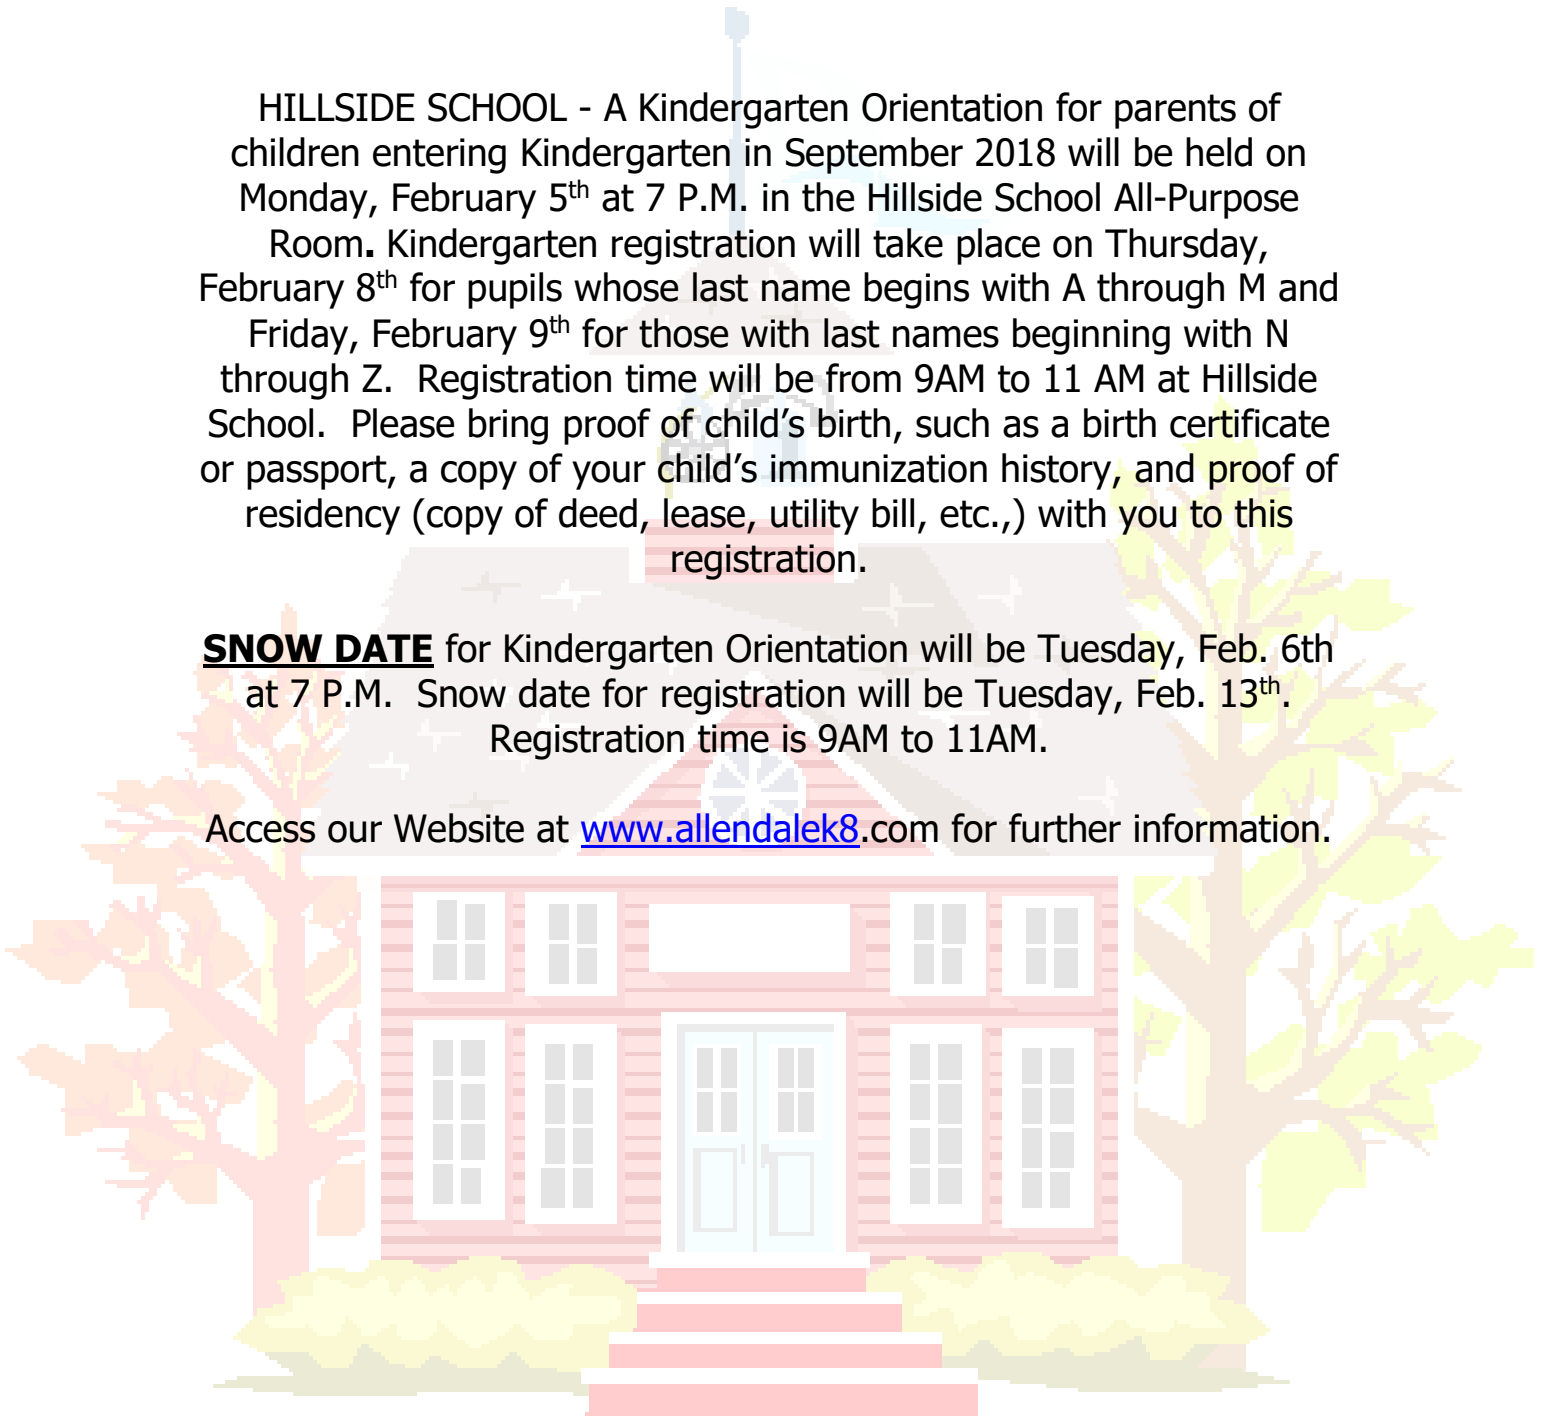 HILLSIDE SCHOOL - A Kindergarten Orientation for parents of
children entering Kindergarten in September 2018 will be held on
Monday, February 5th at 7 P.M. in the Hillside School All-Purpose
Room. Kindergarten registration will take place on Thursday,
February 8th for pupils whose last name begins with A through M and
Friday, February 9th for those with last names beginning with N
through Z.  Registration time will be from 9AM to 11 AM at Hillside
School.  Please bring proof of child’s birth, such as a birth certificate
or passport, a copy of your child’s immunization history, and proof of
residency (copy of deed, lease, utility bill, etc.,) with you to this
registration.
SNOW DATE for Kindergarten Orientation will be Tuesday, Feb. 6th
at 7 P.M.  Snow date for registration will be Tuesday, Feb. 13th.
Registration time is 9AM to 11AM.
Access our Website at www.allendalek8.com for further information.